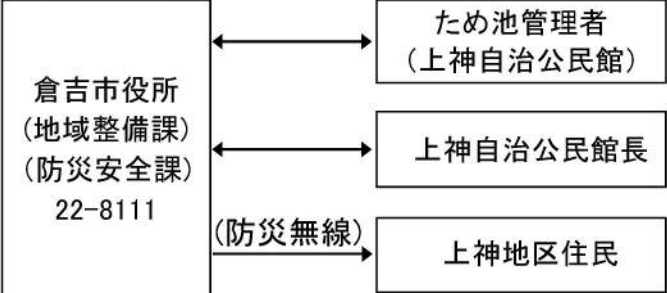 倉吉市役所
(地域整備課)
(防災安全課)
22-8111
ため池管理者
(上神自治公民館)
上神自治公民館長
(防災無線)
上神地区住民